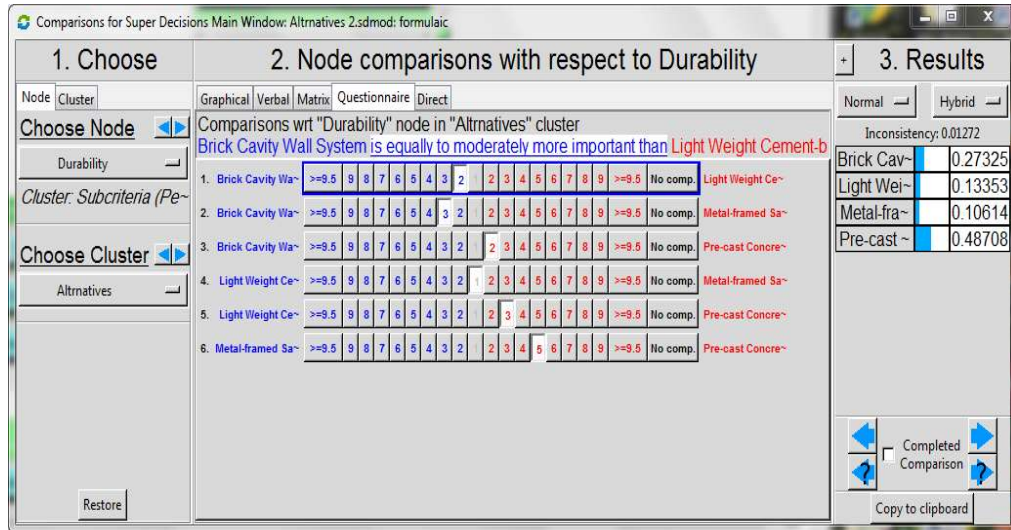 Comparisons for Super Decisions Main Window: Altrnatives 2.sdmod: formulaic
1. Choose
Node Cluster
Choose Node
Durability
Cluster: Subcriteria (Pe~
Choose Cluster
Altrnatives
Restore
2. Node comparisons with respect to Durability
Graphical Verbal Matrix Questionnaire Direct
Comparisons wrt "Durability" node in "Altrnatives" cluster
Brick Cavity Wall System is equally to moderately more important than Light Weight Cement-b
1. Brick Cavity Wa~ >=9.5 9 8 7 6 5 4 3 2 1 2 3 4 5 6 7 8 9 >=9.5 No comp. Light Weight Ce~
2. Brick Cavity Wa~ >=9.5 9 8 7 6 5 4 3 2 1 2 3 4 5 6 7 8 9 >=9.5 No comp. Metal-framed Sa~
3. Brick Cavity Wa~ >=9.5 9 8 7 6 5 4 3 2 1 2 3 4 5 6 7 8 9 >=9.5 No comp. Pre-cast Concre~
4. Light Weight Ce~ >=9.5 9 8 7 6 5 4 3 2 1 2 3 4 5 6 7 8 9 >=9.5 No comp. Metal-framed Sa~
5. Light Weight Ce~ >=9.5 9 8 7 6 5 4 3 2 1 2 3 4 5 6 7 8 9 >=9.5 No comp. Pre-cast Concre~
6. Metal-framed Sa~ >=9.5 9 8 7 6 5 4 3 2 1 2 3 4 5 6 7 8 9 >=9.5 No comp. Pre-cast Concre~
+ 3. Results
Normal Hybrid
Inconsistency: 0.01272
Brick Cav~ 0.27325
Light Wei~ 0.13353
Metal-fra~ 0.10614
Pre-cast ~ 0.48708
Completed
Comparison
? ?
Copy to clipboard